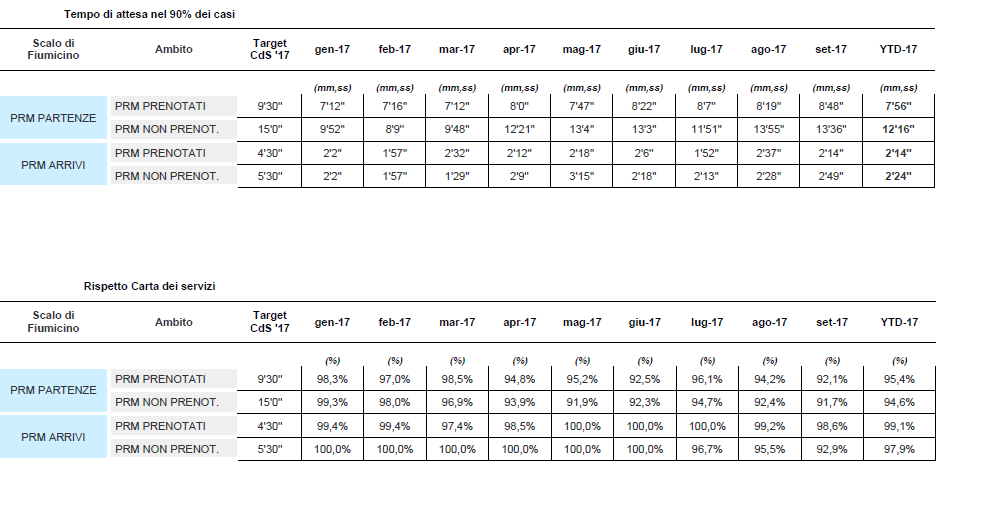 Tempo di attesa nel 90% dei casi
Scalo di Fiumicino Ambito Target CdS '17 gen-17 feb-17 mar-17 apr-17 mag-17 giu-17 lug-17 ago-17 set-17 YTD-17
(mm,ss) (mm,ss) (mm,ss) (mm,ss) (mm,ss) (mm,ss) (mm,ss) (mm,ss) (mm,ss) (mm,ss)
PRM PARTENZE PRM PRENOTATI 9'30" 7'12" 7'16" 7'12" 8'0" 7'47" 8'22" 8'7" 8'19" 8'48" 7'56"
PRM NON PRENOT. 15'0" 9'52" 8'9" 9'48" 12'21" 13'4" 13'3" 11'51" 13'55" 13'36" 12'16"
PRM ARRIVI PRM PRENOTATI 4'30" 2'2" 1'57" 2'32" 2'12" 2'18" 2'6" 1'52" 2'37" 2'14" 2'14"
PRM NON PRENOT. 5'30" 2'2" 1'57" 1'29" 2'9" 3'15" 2'18" 2'13" 2'28" 2'49" 2'24"
Rispetto Carta dei servizi
Scalo di Fiumicino Ambito Target CdS '17 gen-17 feb-17 mar-17 apr-17 mag-17 giu-17 lug-17 ago-17 set-17 YTD-17
(%) (%) (%) (%) (%) (%) (%) (%) (%) (%)
PRM PARTENZE PRM PRENOTATI 9'30" 98,3% 97,0% 98,5% 94,8% 95,2% 92,5% 96,1% 94,2% 92,1% 95,4%
PRM NON PRENOT. 15'0" 99,3% 98,0% 96,9% 93,9% 91,9% 92,3% 94,7% 92,4% 91,7% 94,6%
PRM ARRIVI PRM PRENOTATI 4'30" 99,4% 99,4% 97,4% 98,5% 100,0% 100,0% 100,0% 99,2% 98,6% 99,1%
PRM NON PRENOT. 5'30" 100,0% 100,0% 100,0% 100,0% 100,0% 100,0% 96,7% 95,5% 92,9% 97,9%